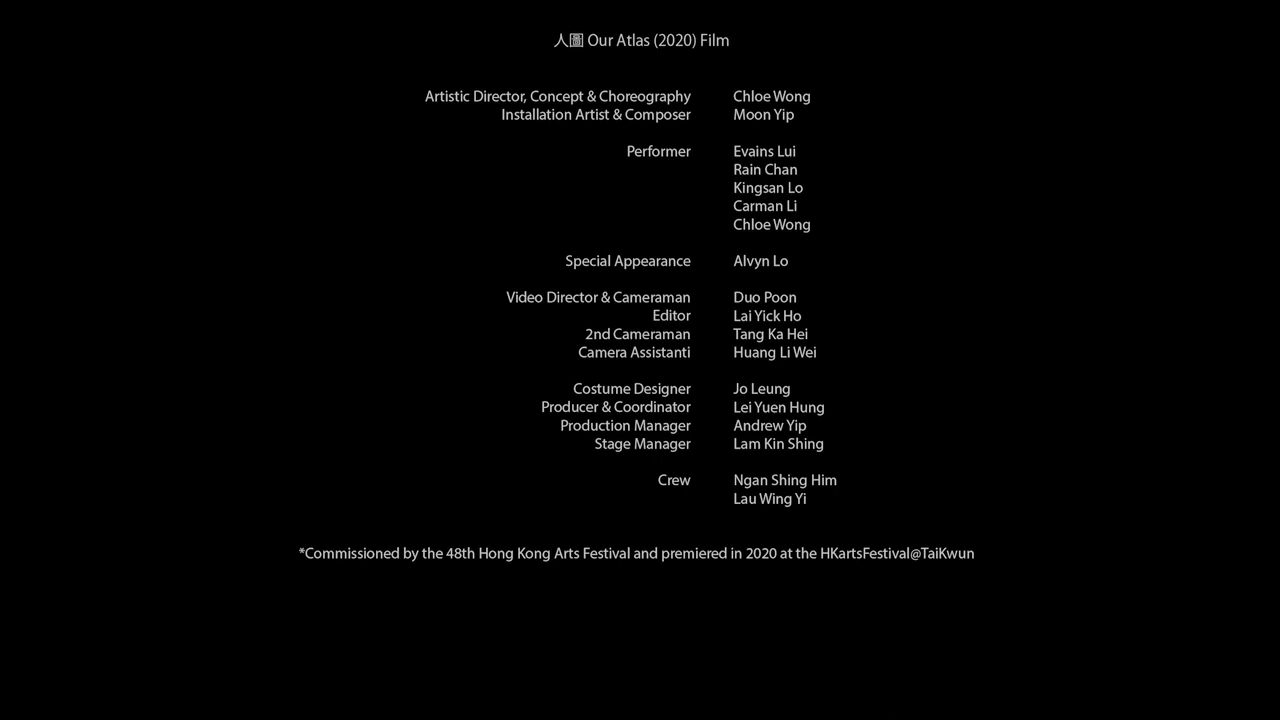 人圖 Our Atlas (2020) Film
Artistic Director, Concept & Choreography Chloe Wong
Installation Artist & Composer Moon Yip
Performer Evains Lui
Rain Chan
Kingsan Lo
Carman Li
Chloe Wong
Special Appearance Alvyn Lo
Video Director & Cameraman Duo Poon
Editor Lai Yick Ho
2nd Cameraman Tang Ka Hei
Camera Assistanti Huang Li Wei
Costume Designer Jo Leung
Producer & Coordinator Lei Yuen Hung
Production Manager Andrew Yip
Stage Manager Lam Kin Shing
Crew Ngan Shing Him
Lau Wing Yi
*Commissioned by the 48th Hong Kong Arts Festival and premiered in 2020 at the HKartsFestival@TaiKwun